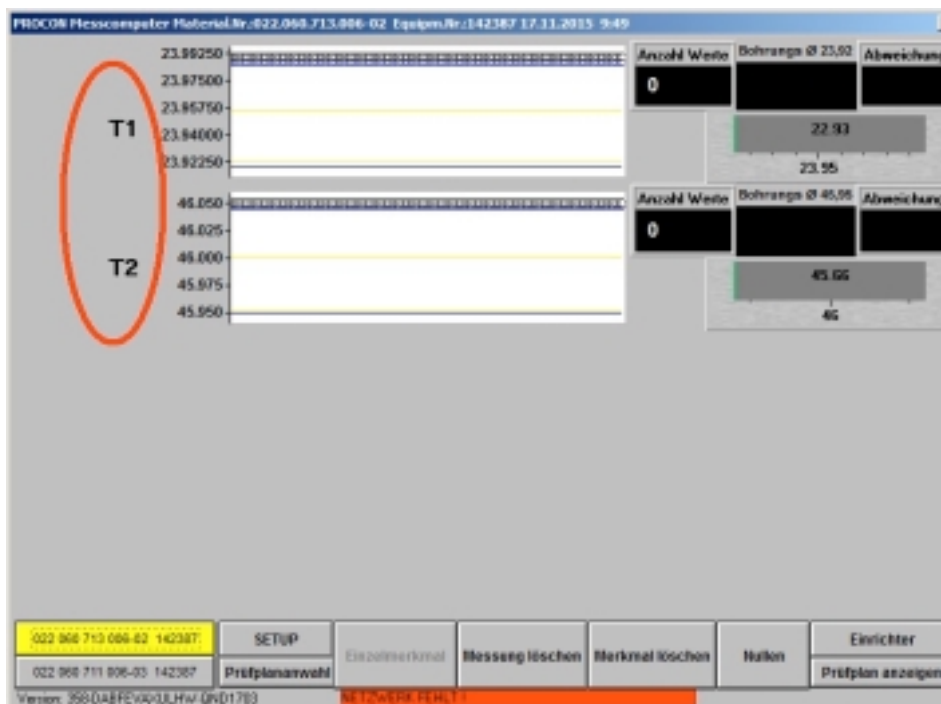 PROCON Messcomputer Material.Nr.:022.060.713.006-02 Equipm.Nr.:142387 17.11.2015 9:49
23.99250
23.97500
23.95750
T1
23.94000
23.92250
Anzahl Werte
0
Bohrungs Ø 23,92
Abweichung
22.93
23.95
46.050
46.025
46.000
T2
45.975
45.950
Anzahl Werte
0
Bohrungs Ø 45,95
Abweichung
45.66
46
022 060 713 006-02 142387
022 060 711 006-03 142387
SETUP
Prüfplananwahl
Einzelmerkmal
Messung löschen
Merkmal löschen
Nullen
Einrichter
Prüfplan anzeigen
Version:
NETZWERK FEHLT !